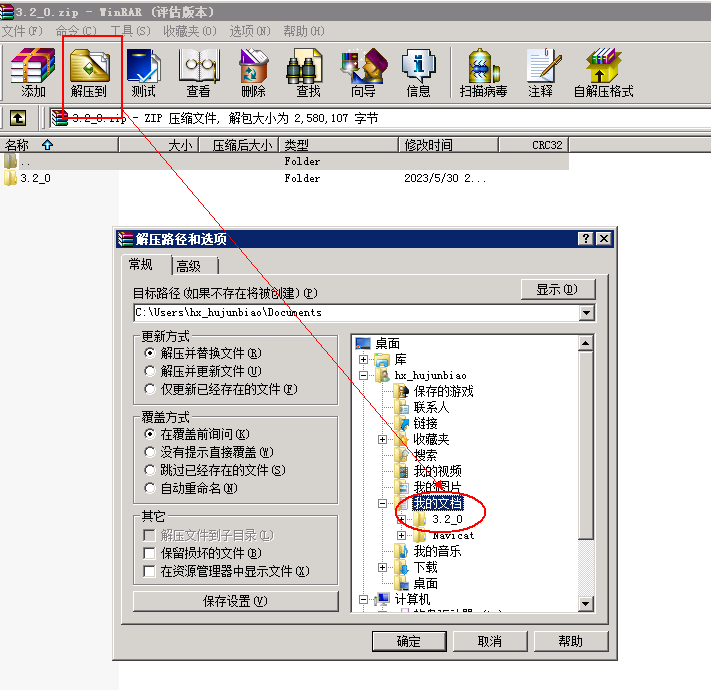 3.2_0.zip - WinRAR (评估版本)
文件(F) 命令(C) 工具(S) 收藏夹(O) 选项(N) 帮助(H)
添加 解压到 测试 查看 删除 查找 向导 信息 扫描病毒 注释 自解压格式
3.2_0.zip - ZIP 压缩文件, 解包大小为 2,580,107 字节
名称 大小 压缩后大小 类型 修改时间 CRC32
.. Folder
3.2_0 Folder 2023/5/30 2...
解压路径和选项
常规 高级
目标路径(如果不存在将被创建)(P) 显示(D)
C:\Users\hx_hujunbiao\Documents
更新方式
解压并替换文件(R)
解压并更新文件(U)
仅更新已经存在的文件(F)
覆盖方式
在覆盖前询问(K)
没有提示直接覆盖(W)
跳过已经存在的文件(S)
自动重命名(N)
其它
解压文件到子目录(L)
保留损坏的文件(B)
在资源管理器中显示文件(X)
保存设置(V)
桌面
库
hx_hujunbiao
保存的游戏
联系人
链接
收藏夹
搜索
我的视频
我的图片
我的文档
3.2_0
Navicat
我的音乐
下载
桌面
计算机
确定 取消 帮助